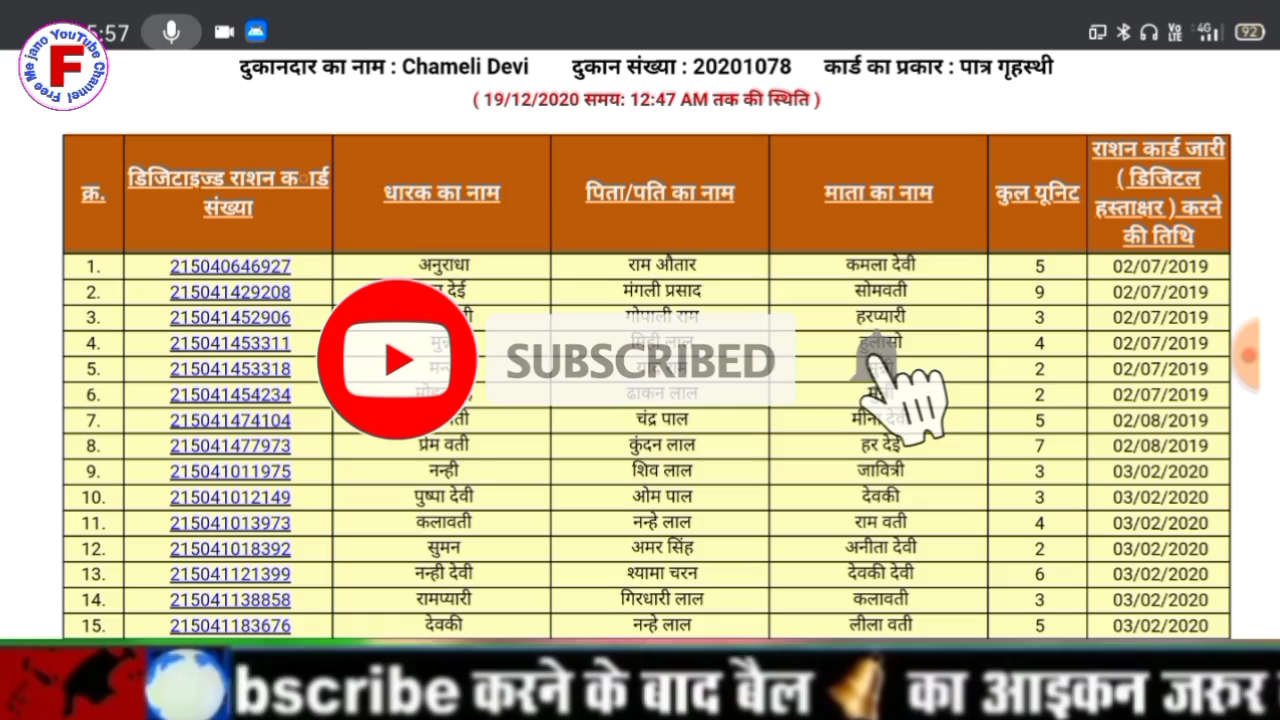 5:57 Vo LTE 4G 92
Me jano YouTube Channel Free F
दुकानदार का नाम : Chameli Devi दुकान संख्या : 20201078 कार्ड का प्रकार : पात्र गृहस्थी
( 19/12/2020 समय: 12:47 AM तक की स्थिति )
क्र. डिजिटाइज्ड राशन कार्ड संख्या धारक का नाम पिता/पति का नाम माता का नाम कुल यूनिट राशन कार्ड जारी ( डिजिटल हस्ताक्षर ) करने की तिथि
1. 215040646927 अनुराधा राम औतार कमला देवी 5 02/07/2019
2. 215041429208 देई मंगली प्रसाद सोमवती 9 02/07/2019
3. 215041452906 गोपाली राम हरप्यारी 3 02/07/2019
4. 215041453311 लाल हुलासो 4 02/07/2019
5. 215041453318 राम 2 02/07/2019
6. 215041454234 ढाकन लाल 2 02/07/2019
7. 215041474104 चंद्र पाल मीना देवी 5 02/08/2019
8. 215041477973 प्रेम वती कुंदन लाल हर देई 7 02/08/2019
9. 215041011975 नन्ही शिव लाल जावित्री 3 03/02/2020
10. 215041012149 पुष्पा देवी ओम पाल देवकी 3 03/02/2020
11. 215041013973 कलावती नन्हे लाल राम वती 4 03/02/2020
12. 215041018392 सुमन अमर सिंह अनीता देवी 2 03/02/2020
13. 215041121399 नन्ही देवी श्यामा चरन देवकी देवी 6 03/02/2020
14. 215041138858 रामप्यारी गिरधारी लाल कलावती 3 03/02/2020
15. 215041183676 देवकी नन्हे लाल लीला वती 5 03/02/2020
SUBSCRIBED
bscribe करने के बाद बैल का आइकन जरुर